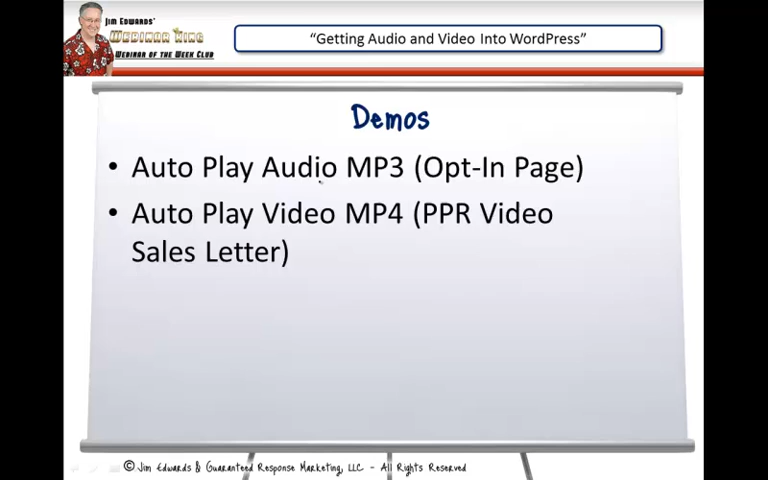 Jim Edwards'
Webinar King
Webinar of the Week Club
“Getting Audio and Video Into WordPress”
Demos
• Auto Play Audio MP3 (Opt-In Page)
• Auto Play Video MP4 (PPR Video
Sales Letter)
© Jim Edwards & Guaranteed Response Marketing, LLC - All Rights Reserved